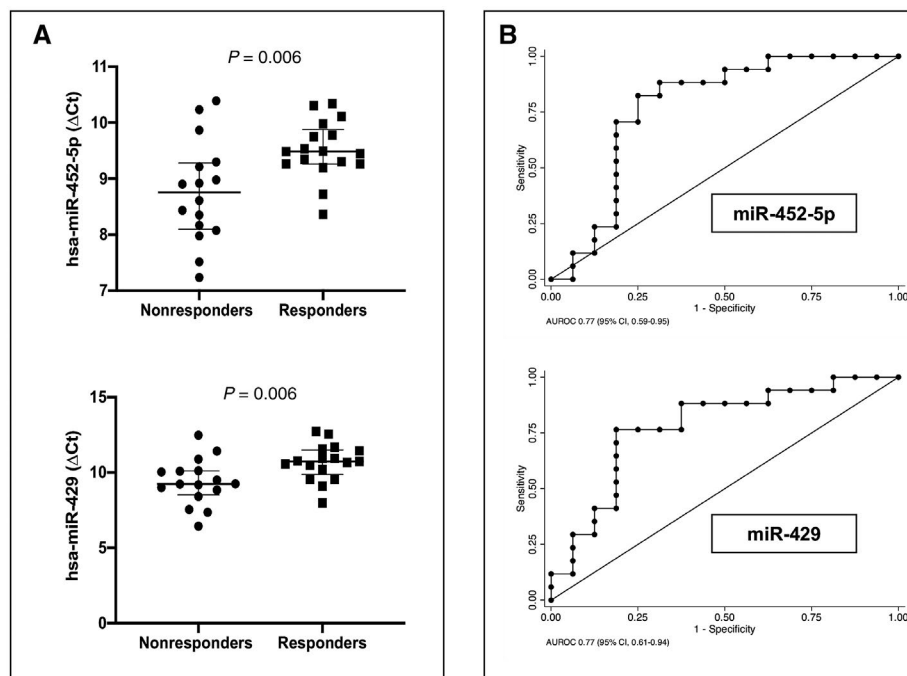 A
P = 0.006
hsa-miR-452-5p (ΔCt)
11
10
9
8
7
Nonresponders
Responders
P = 0.006
hsa-miR-429 (ΔCt)
15
10
5
0
Nonresponders
Responders
B
Sensitivity
1.00
0.75
0.50
0.25
0.00
miR-452-5p
0.00
0.25
0.50
0.75
1.00
1 - Specificity
AUROC 0.77 (95% CI, 0.59-0.95)
Sensitivity
1.00
0.75
0.50
0.25
0.00
miR-429
0.00
0.25
0.50
0.75
1.00
1 - Specificity
AUROC 0.77 (95% CI, 0.61-0.94)